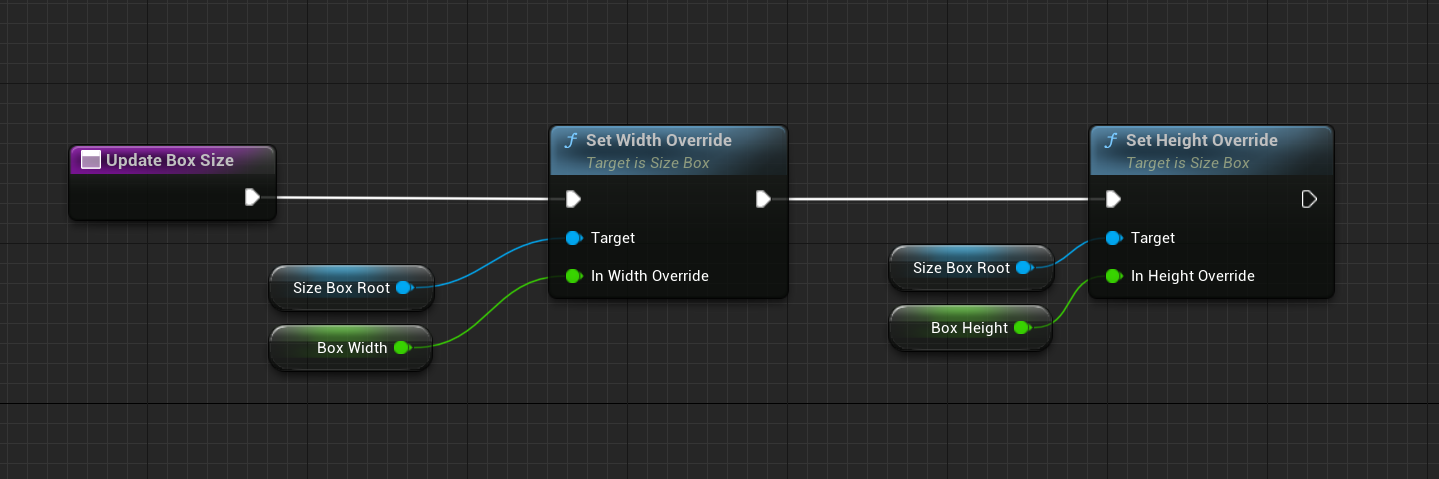 Update Box Size
Set Width Override
Target is Size Box
Target
In Width Override
Size Box Root
Box Width
Set Height Override
Target is Size Box
Target
In Height Override
Size Box Root
Box Height